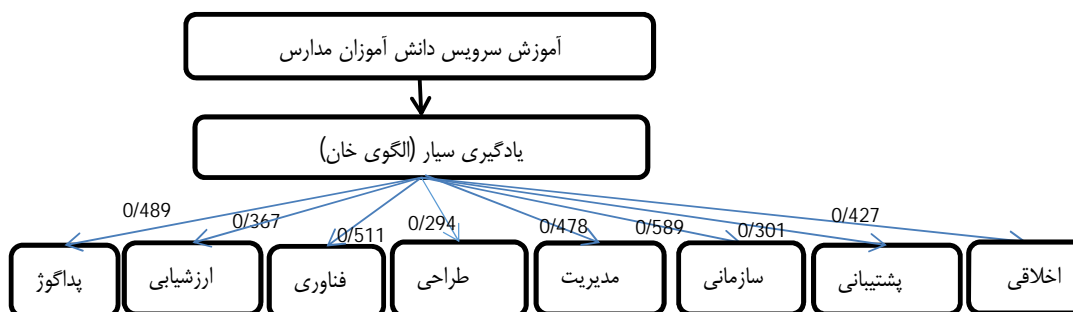 آموزش سرویس دانش آموزان مدارس
یادگیری سیار (الگوی خان)
0/489
0/367
0/511
0/294
0/478
0/589
0/301
0/427
اخلاقی
پشتیبانی
سازمانی
مدیریت
طراحی
فناوری
ارزشیابی
پداگوژ